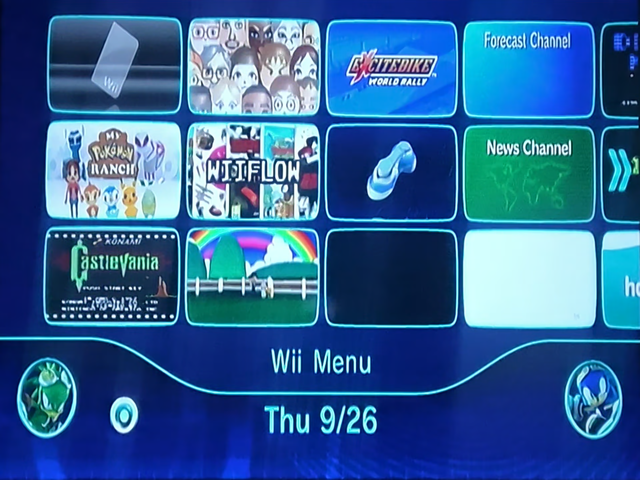 Wii
EXCITEBIKE
WORLD RALLY
Forecast Channel
MY
Pokémon
RANCH
WIIFLOW
News Channel
KONAMI
CastleVania
Wii Menu
Thu 9/26